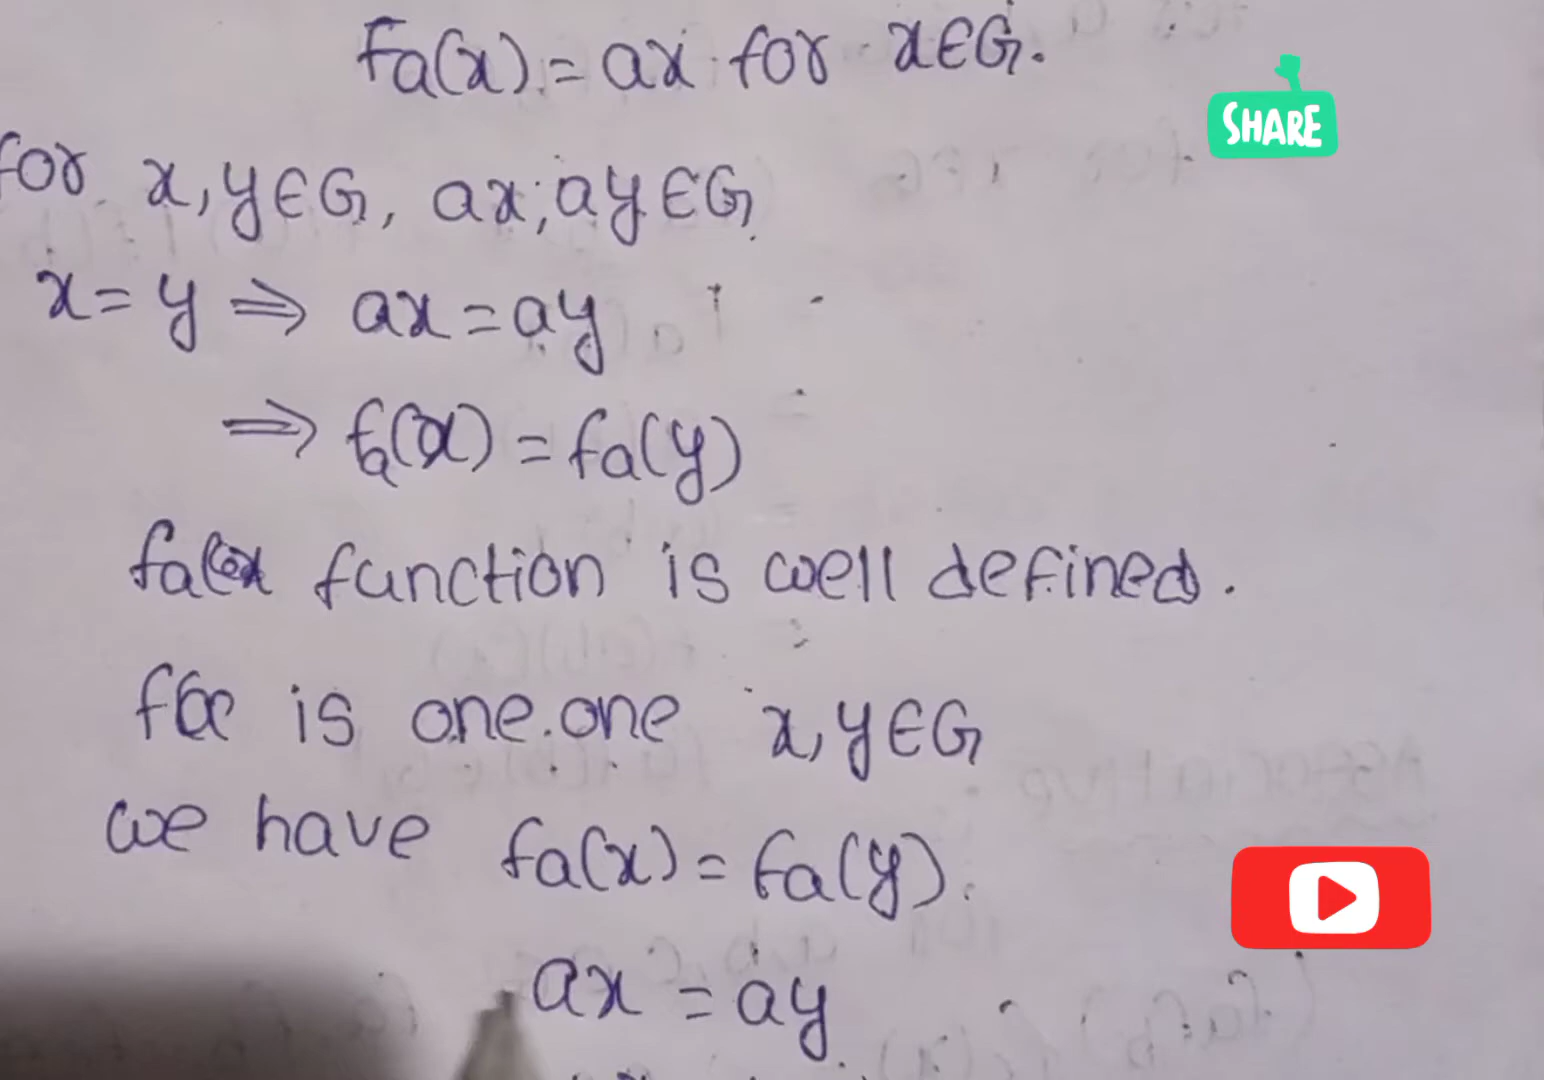 fa(x) = ax for x∈G.
SHARE
for x, y∈G, ax, ay∈G
x = y ⇒ ax = ay
⇒ fa(x) = fa(y)
fa function is well defined.
is one.one x, y∈G
we have fa(x) = fa(y).
ax = ay